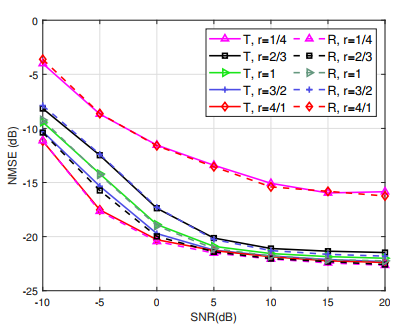 0
-5
-10
-15
-20
-25
NMSE (dB)
-10 -5 0 5 10 15 20
SNR(dB)
T, r=1/4 R, r=1/4
T, r=2/3 R, r=2/3
T, r=1 R, r=1
T, r=3/2 R, r=3/2
T, r=4/1 R, r=4/1